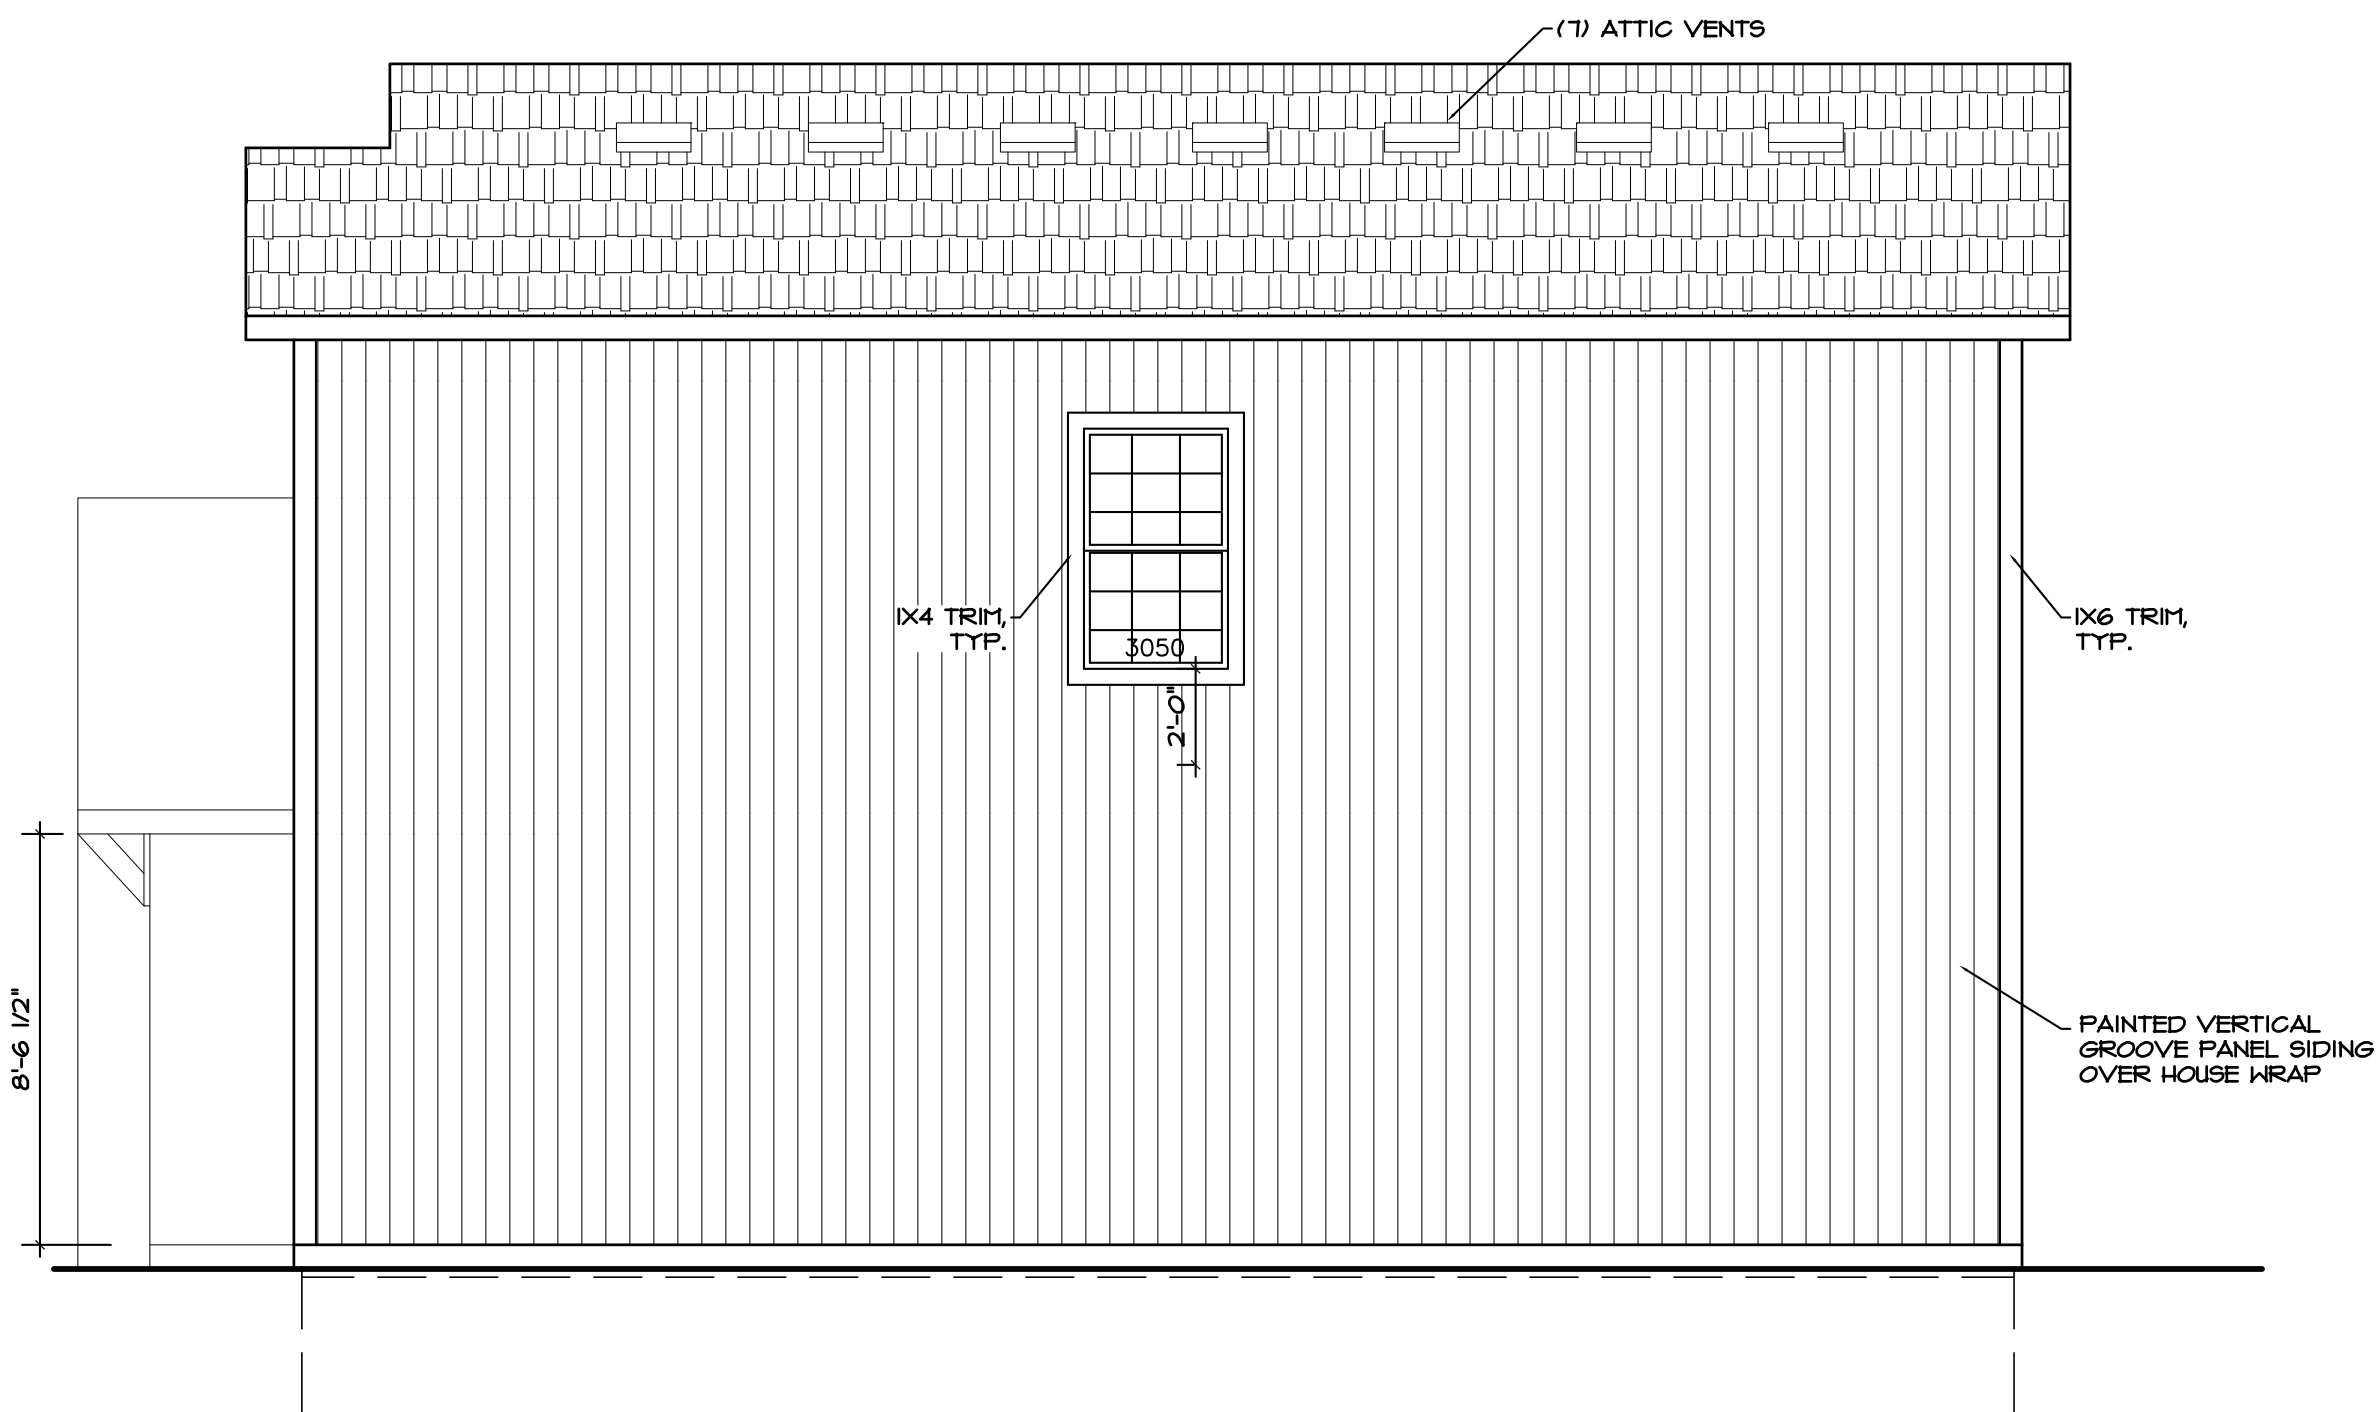 (7) ATTIC VENTS
1X4 TRIM,
TYP.
1X6 TRIM,
TYP.
3050
2'-0"
8'-6 1/2"
PAINTED VERTICAL
GROOVE PANEL SIDING
OVER HOUSE WRAP